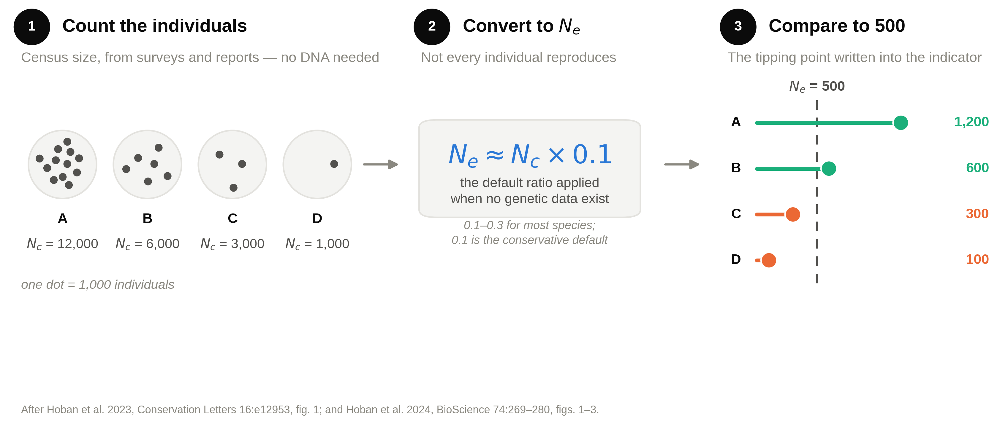 1 Count the individuals
Census size, from surveys and reports — no DNA needed
A B C D
Nc = 12,000 Nc = 6,000 Nc = 3,000 Nc = 1,000
one dot = 1,000 individuals
2 Convert to Ne
Not every individual reproduces
Ne ≈ Nc × 0.1
the default ratio applied
when no genetic data exist
0.1–0.3 for most species;
0.1 is the conservative default
3 Compare to 500
The tipping point written into the indicator
Ne = 500
A 1,200
B 600
C 300
D 100
After Hoban et al. 2023, Conservation Letters 16:e12953, fig. 1; and Hoban et al. 2024, BioScience 74:269–280, figs. 1–3.